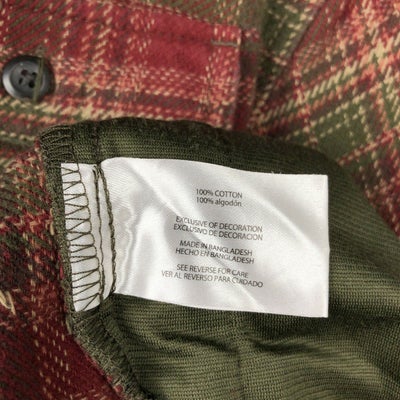 100% COTTON
100% algodón
EXCLUSIVE OF DECORATION
EXCLUSIVO DE DECORACION
MADE IN BANGLADESH
HECHO EN BANGLADESH
SEE REVERSE FOR CARE
VER AL REVERSO PARA CUIDADO